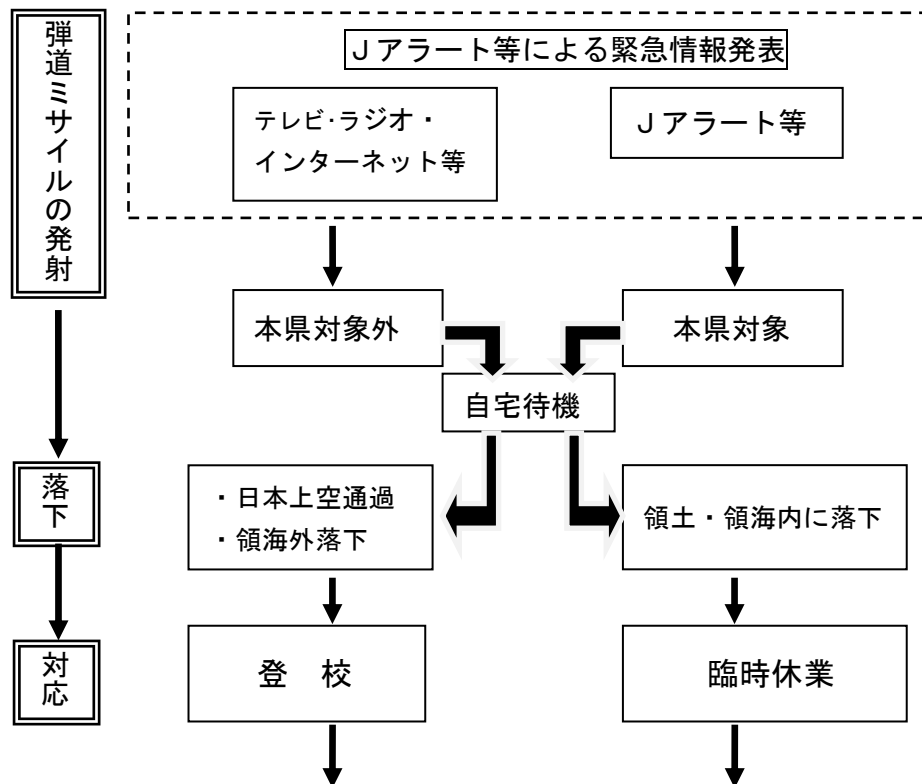 弾道ミサイルの発射
Ｊアラート等による緊急情報発表
テレビ･ラジオ・
インターネット等
Ｊアラート等
本県対象外
本県対象
自宅待機
落下
・日本上空通過
・領海外落下
領土・領海内に落下
対応
登　校
臨時休業